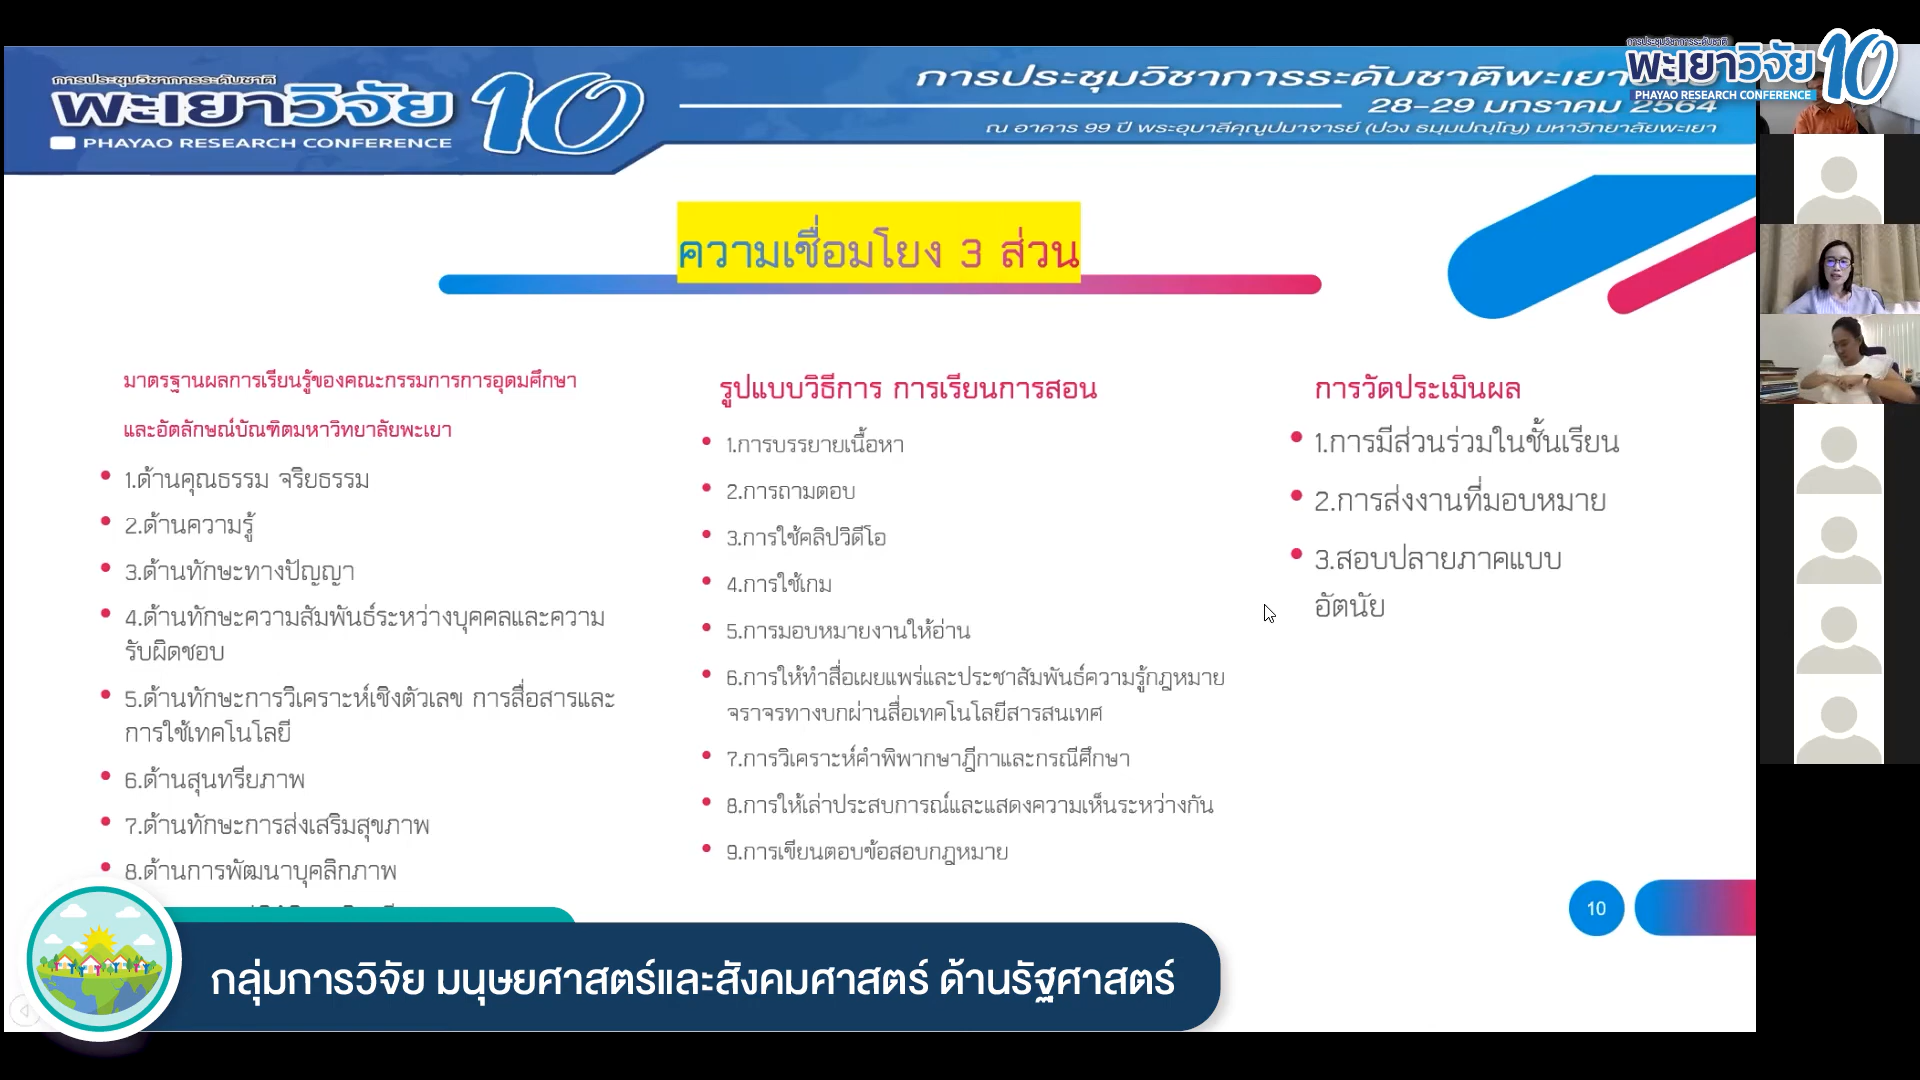 การประชุมวิชาการระดับชาติ
พะเยาวิจัย 10
PHAYAO RESEARCH CONFERENCE
การประชุมวิชาการระดับชาติพะเยา
28-29 มกราคม 2564
ณ อาคาร 99 ปี พระอุบาลีคุณูปมาจารย์ (ปวง ธมฺมปญฺโญ) มหาวิทยาลัยพะเยา
การประชุมวิชาการระดับชาติ
พะเยาวิจัย 10
PHAYAO RESEARCH CONFERENCE
ความเชื่อมโยง 3 ส่วน
มาตรฐานผลการเรียนรู้ของคณะกรรมการการอุดมศึกษา
และอัตลักษณ์บัณฑิตมหาวิทยาลัยพะเยา
1.ด้านคุณธรรม จริยธรรม
2.ด้านความรู้
3.ด้านทักษะทางปัญญา
4.ด้านทักษะความสัมพันธ์ระหว่างบุคคลและความ
รับผิดชอบ
5.ด้านทักษะการวิเคราะห์เชิงตัวเลข การสื่อสารและ
การใช้เทคโนโลยี
6.ด้านสุนทรียภาพ
7.ด้านทักษะการส่งเสริมสุขภาพ
8.ด้านการพัฒนาบุคลิกภาพ
รูปแบบวิธีการ การเรียนการสอน
1.การบรรยายเนื้อหา
2.การถามตอบ
3.การใช้คลิปวิดีโอ
4.การใช้เกม
5.การมอบหมายงานให้อ่าน
6.การให้ทำสื่อเผยแพร่และประชาสัมพันธ์ความรู้กฎหมาย
จราจรทางบกผ่านสื่อเทคโนโลยีสารสนเทศ
7.การวิเคราะห์คำพิพากษาฎีกาและกรณีศึกษา
8.การให้เล่าประสบการณ์และแสดงความเห็นระหว่างกัน
9.การเขียนตอบข้อสอบกฎหมาย
การวัดประเมินผล
1.การมีส่วนร่วมในชั้นเรียน
2.การส่งงานที่มอบหมาย
3.สอบปลายภาคแบบ
อัตนัย
10
กลุ่มการวิจัย มนุษยศาสตร์และสังคมศาสตร์ ด้านรัฐศาสตร์